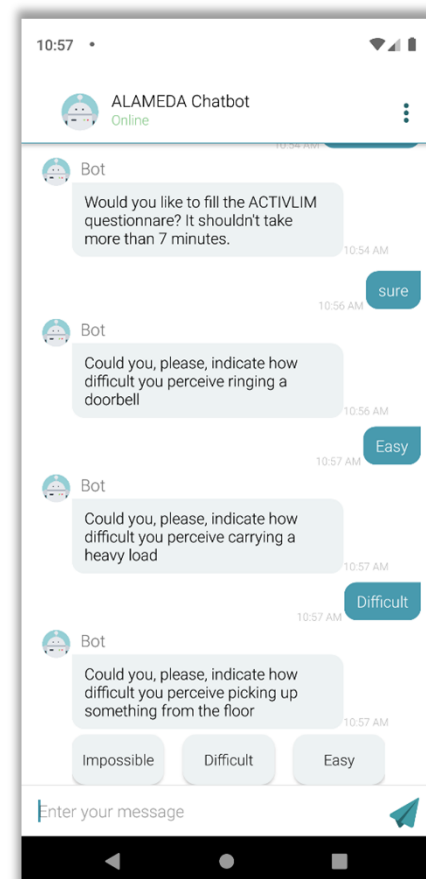 10:57
ALAMEDA Chatbot
Online
10:54 AM
Bot
Would you like to fill the ACTIVLIM
questionnare? It shouldn't take
more than 7 minutes.
10:54 AM
sure
10:56 AM
Bot
Could you, please, indicate how
difficult you perceive ringing a
doorbell
10:56 AM
Easy
10:57 AM
Bot
Could you, please, indicate how
difficult you perceive carrying a
heavy load
10:57 AM
Difficult
10:57 AM
Bot
Could you, please, indicate how
difficult you perceive picking up
something from the floor
10:57 AM
Impossible
Difficult
Easy
Enter your message